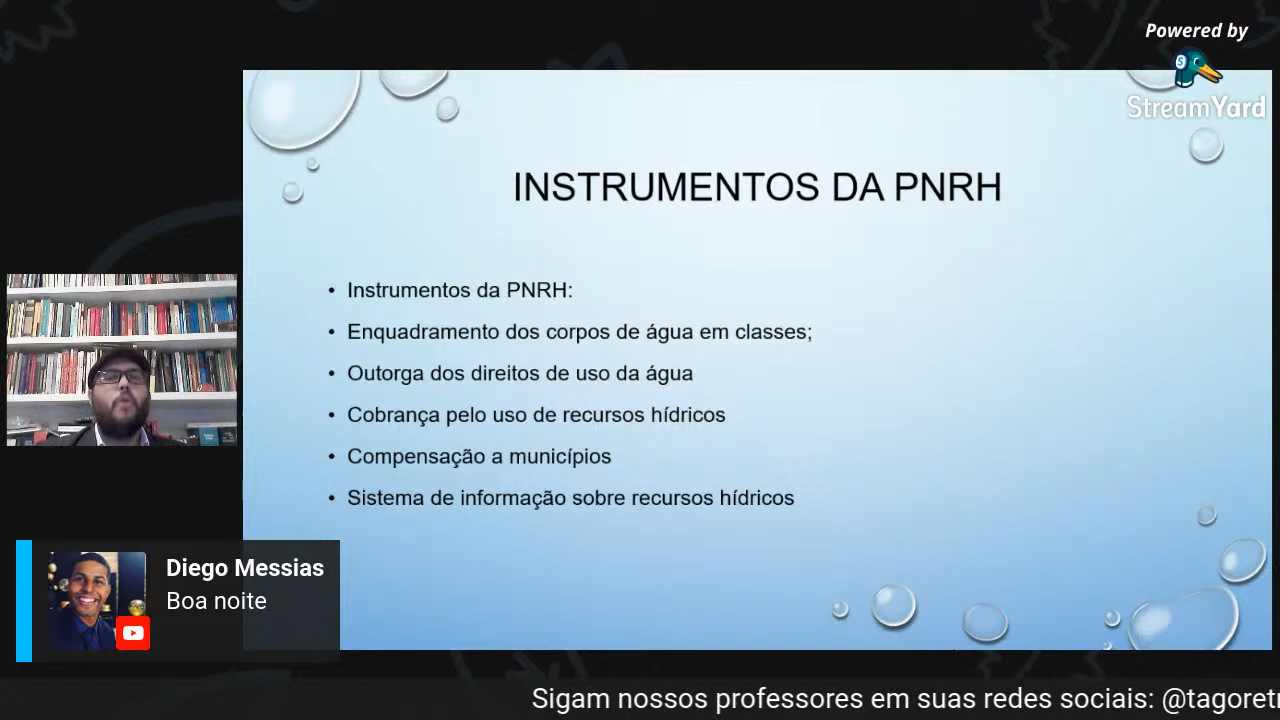 Powered by
StreamYard
INSTRUMENTOS DA PNRH
• Instrumentos da PNRH:
• Enquadramento dos corpos de água em classes;
• Outorga dos direitos de uso da água
• Cobrança pelo uso de recursos hídricos
• Compensação a municípios
• Sistema de informação sobre recursos hídricos
Diego Messias
Boa noite
Sigam nossos professores em suas redes sociais: